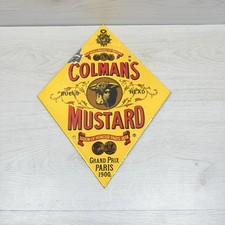 COLMAN'S
BULL'S HEAD
MUSTARD
GRAND PRIX
PARIS
1900.